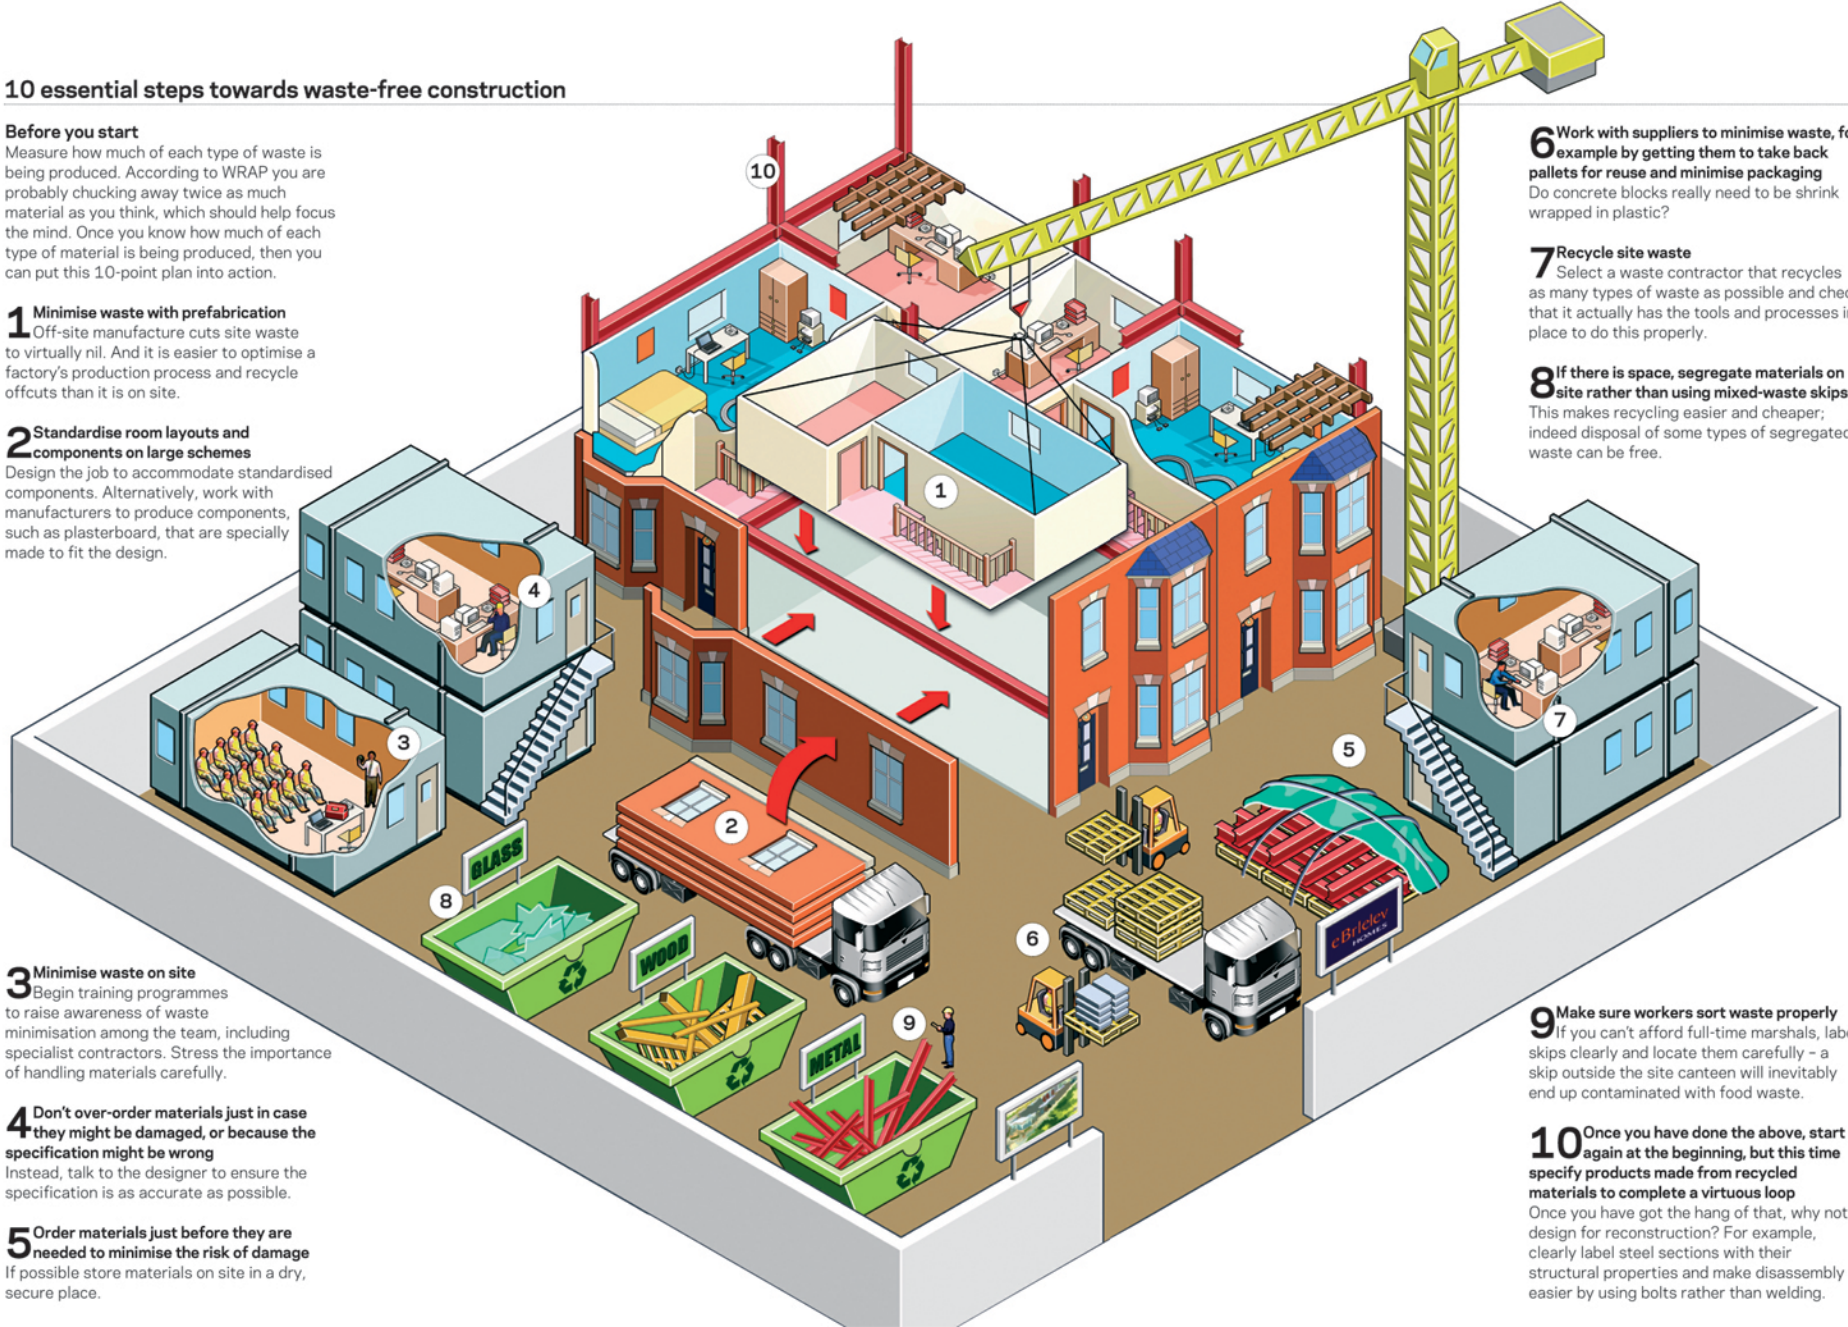 10 essential steps towards waste-free construction
Before you start
Measure how much of each type of waste is
being produced. According to WRAP you are
probably chucking away twice as much
material as you think, which should help focus
the mind. Once you know how much of each
type of material is being produced, then you
can put this 10-point plan into action.
1 Minimise waste with prefabrication
Off-site manufacture cuts site waste
to virtually nil. And it is easier to optimise a
factory's production process and recycle
offcuts than it is on site.
2 Standardise room layouts and
components on large schemes
Design the job to accommodate standardised
components. Alternatively, work with
manufacturers to produce components,
such as plasterboard, that are specially
made to fit the design.
3 Minimise waste on site
Begin training programmes
to raise awareness of waste
minimisation among the team, including
specialist contractors. Stress the importance
of handling materials carefully.
4 Don't over-order materials just in case
they might be damaged, or because the
specification might be wrong
Instead, talk to the designer to ensure the
specification is as accurate as possible.
5 Order materials just before they are
needed to minimise the risk of damage
If possible store materials on site in a dry,
secure place.
10
1
4
3
2
7
5
8
6
9
GLASS
WOOD
METAL
eBrieley
HOMES
6 Work with suppliers to minimise waste, fo
example by getting them to take back
pallets for reuse and minimise packaging
Do concrete blocks really need to be shrink
wrapped in plastic?
7 Recycle site waste
Select a waste contractor that recycles
as many types of waste as possible and chec
that it actually has the tools and processes i
place to do this properly.
8 If there is space, segregate materials on
site rather than using mixed-waste skips
This makes recycling easier and cheaper;
indeed disposal of some types of segregated
waste can be free.
9 Make sure workers sort waste properly
If you can't afford full-time marshals, labe
skips clearly and locate them carefully – a
skip outside the site canteen will inevitably
end up contaminated with food waste.
10 Once you have done the above, start
again at the beginning, but this time
specify products made from recycled
materials to complete a virtuous loop
Once you have got the hang of that, why not
design for reconstruction? For example,
clearly label steel sections with their
structural properties and make disassembly
easier by using bolts rather than welding.